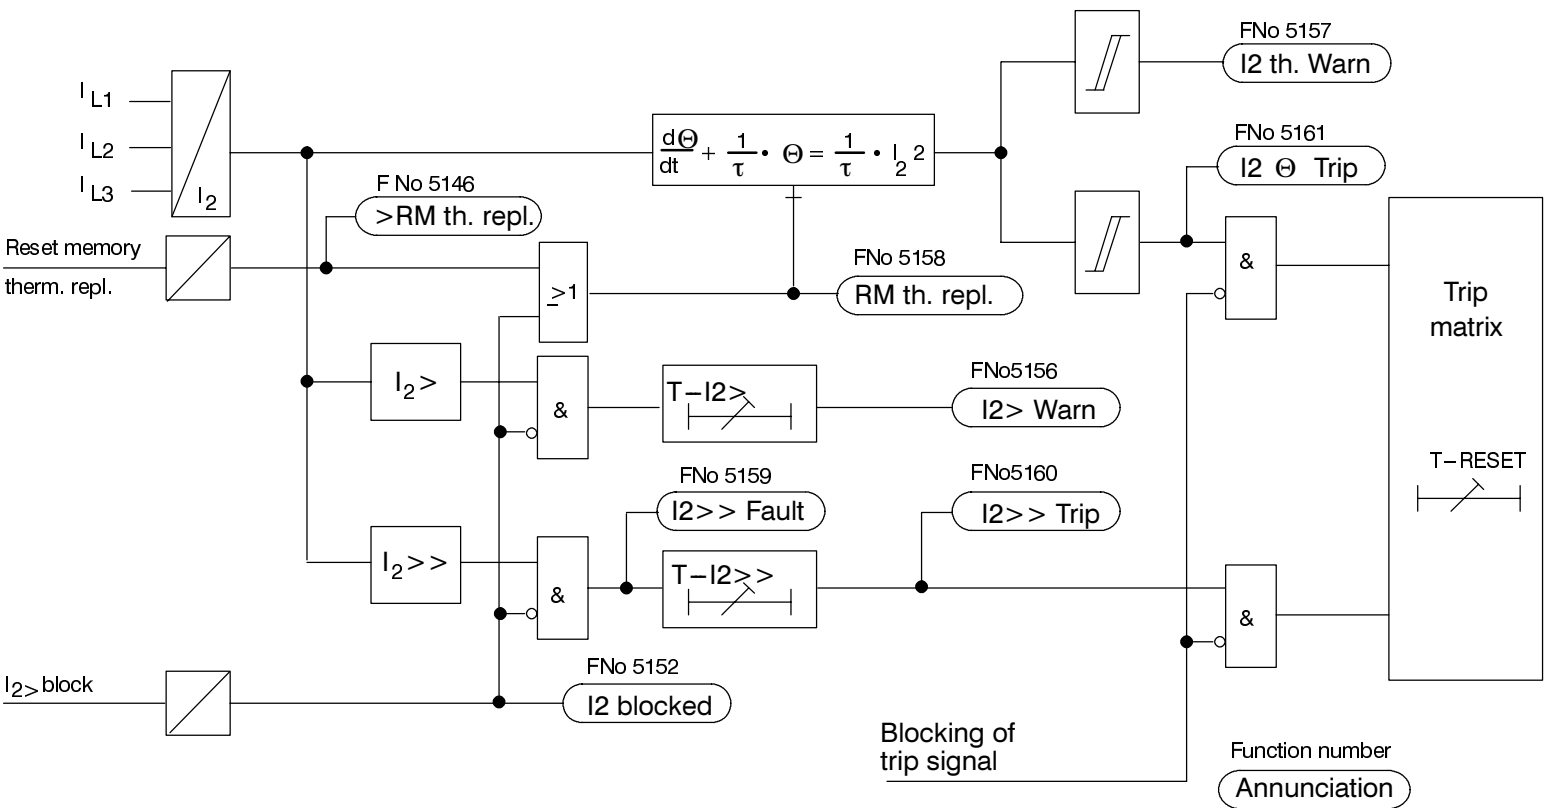 FNo 5157
I2 th. Warn
I L1
I L2
I L3
I2
dΘ/dt + 1/τ • Θ = 1/τ • I2 2
FNo 5161
I2 Θ Trip
F No 5146
>RM th. repl.
Reset memory
therm. repl.
≥1
FNo 5158
RM th. repl.
&
Trip
matrix
I2>
&
T–I2>
FNo5156
I2> Warn
T–RESET
FNo 5159
I2>> Fault
FNo5160
I2>> Trip
I2>>
&
T–I2>>
&
I2> block
FNo 5152
I2 blocked
Blocking of
trip signal
Function number
Annunciation